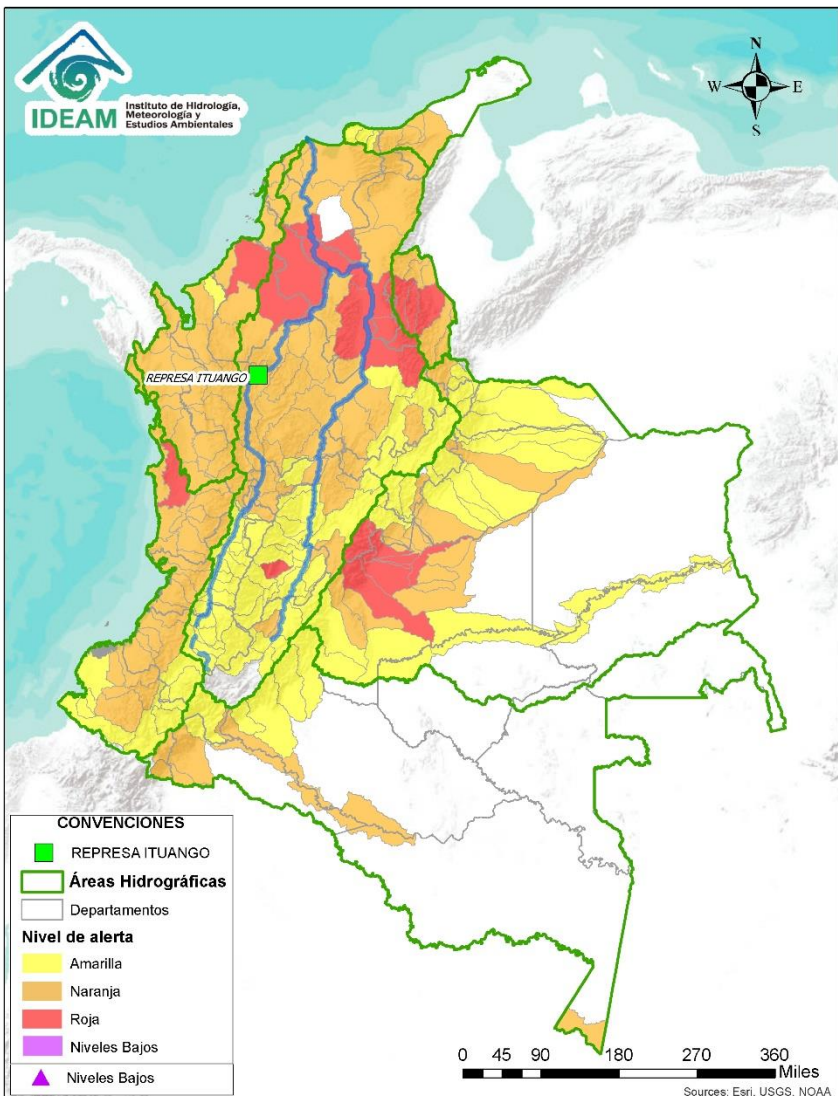 IDEAM
Instituto de Hidrología,
Meteorología y
Estudios Ambientales
N
W
E
S
REPRESA ITUANGO
CONVENCIONES
REPRESA ITUANGO
Áreas Hidrográficas
Departamentos
Nivel de alerta
Amarilla
Naranja
Roja
Niveles Bajos
Niveles Bajos
0 45 90 180 270 360
Miles
Sources: Esri, USGS, NOAA